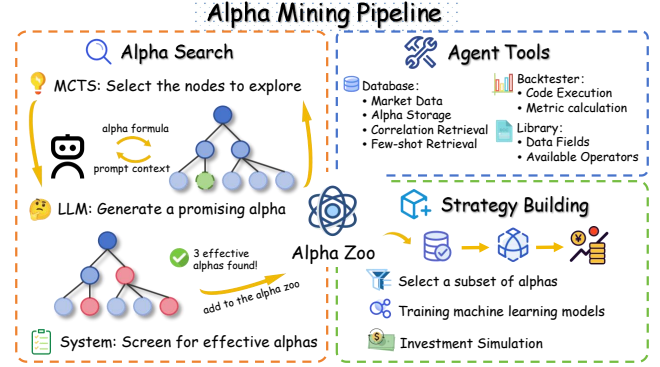 Alpha Mining Pipeline
Alpha Search
MCTS: Select the nodes to explore
alpha formula
prompt context
LLM: Generate a promising alpha
3 effective
alphas found!
add to the alpha zoo
System: Screen for effective alphas
Alpha Zoo
Agent Tools
Database:
• Market Data
• Alpha Storage
• Correlation Retrieval
• Few-shot Retrieval
Backtester:
• Code Execution
• Metric calculation
Library:
• Data Fields
• Available Operators
Strategy Building
¥
Select a subset of alphas
Training machine learning models
$
Investment Simulation